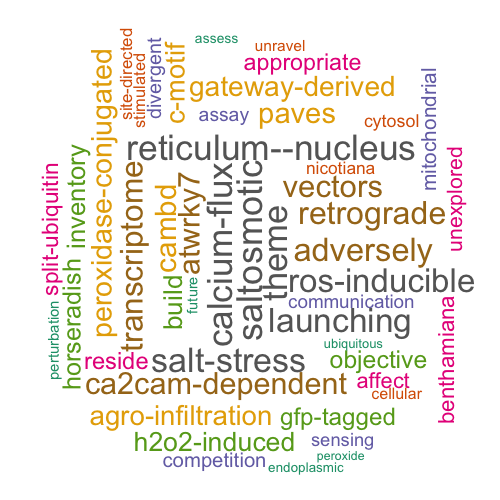 assess
unravel
appropriate
site-directed
stimulated
divergent
c-motif
gateway-derived
mitochondrial
peroxidase-conjugated
assay
paves
cytosol
reticulum--nucleus
unexplored
split-ubiquitin
inventory
horseradish
transcriptome
cambd
atwrky7
calcium-flux
saltosmotic
theme
nicotiana
vectors
retrograde
adversely
build
future
ros-inducible
communication
launching
perturbation
ubiquitous
benthamiana
reside
salt-stress
objective
ca2cam-dependent
affect
cellular
agro-infiltration
gfp-tagged
h2o2-induced
sensing
competition
peroxide
endoplasmic